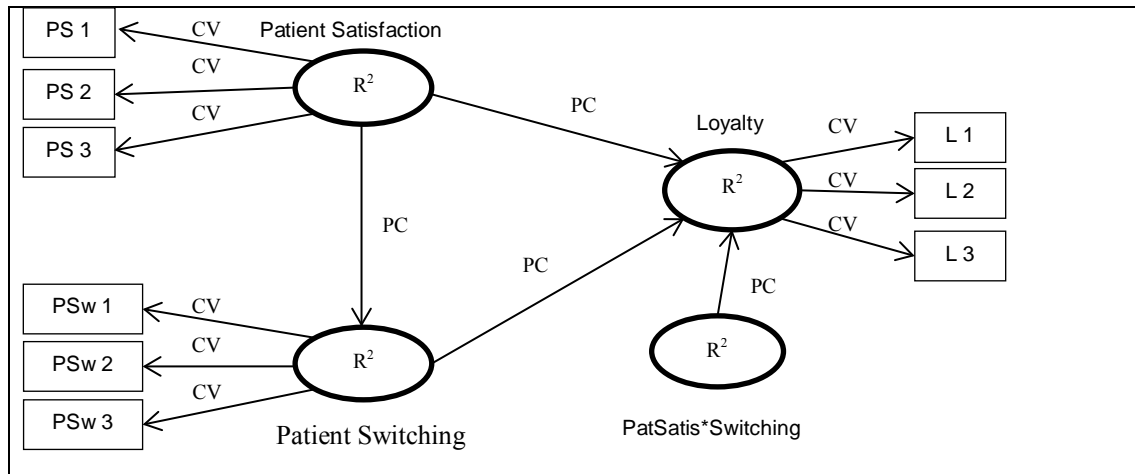 PS 1
CV
Patient Satisfaction
PS 2
CV
R²
PS 3
CV
PC
Loyalty
R²
CV
L 1
CV
L 2
CV
L 3
PC
PC
PC
PSw 1
CV
PSw 2
CV
R²
PSw 3
CV
Patient Switching
R²
PatSatis*Switching